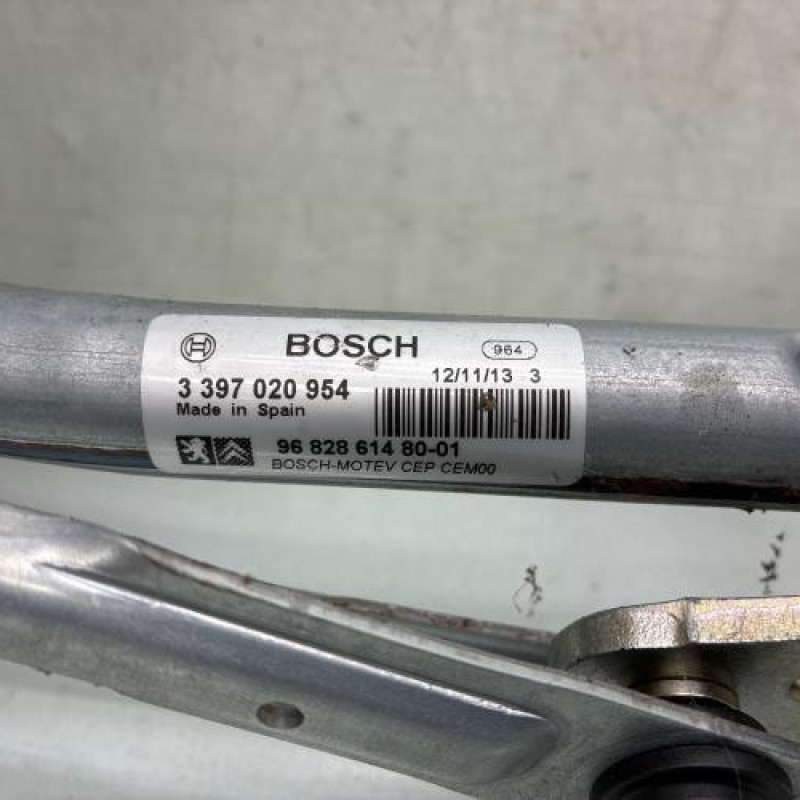 BOSCH 964
12/11/13 3
3 397 020 954
Made in Spain
96 828 614 80-01
BOSCH-MOTEV CEP CEM00